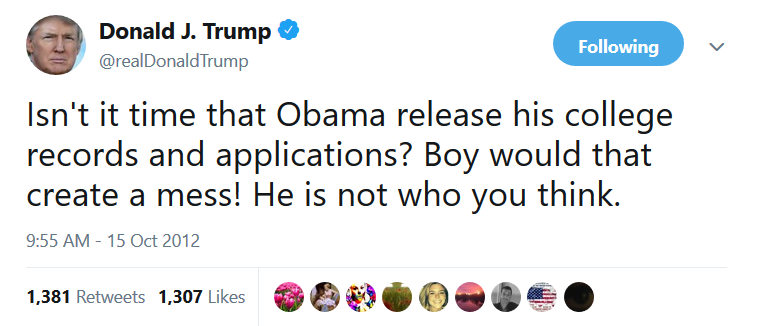 Donald J. Trump
@realDonaldTrump
Following
Isn't it time that Obama release his college
records and applications? Boy would that
create a mess! He is not who you think.
9:55 AM - 15 Oct 2012
1,381 Retweets 1,307 Likes